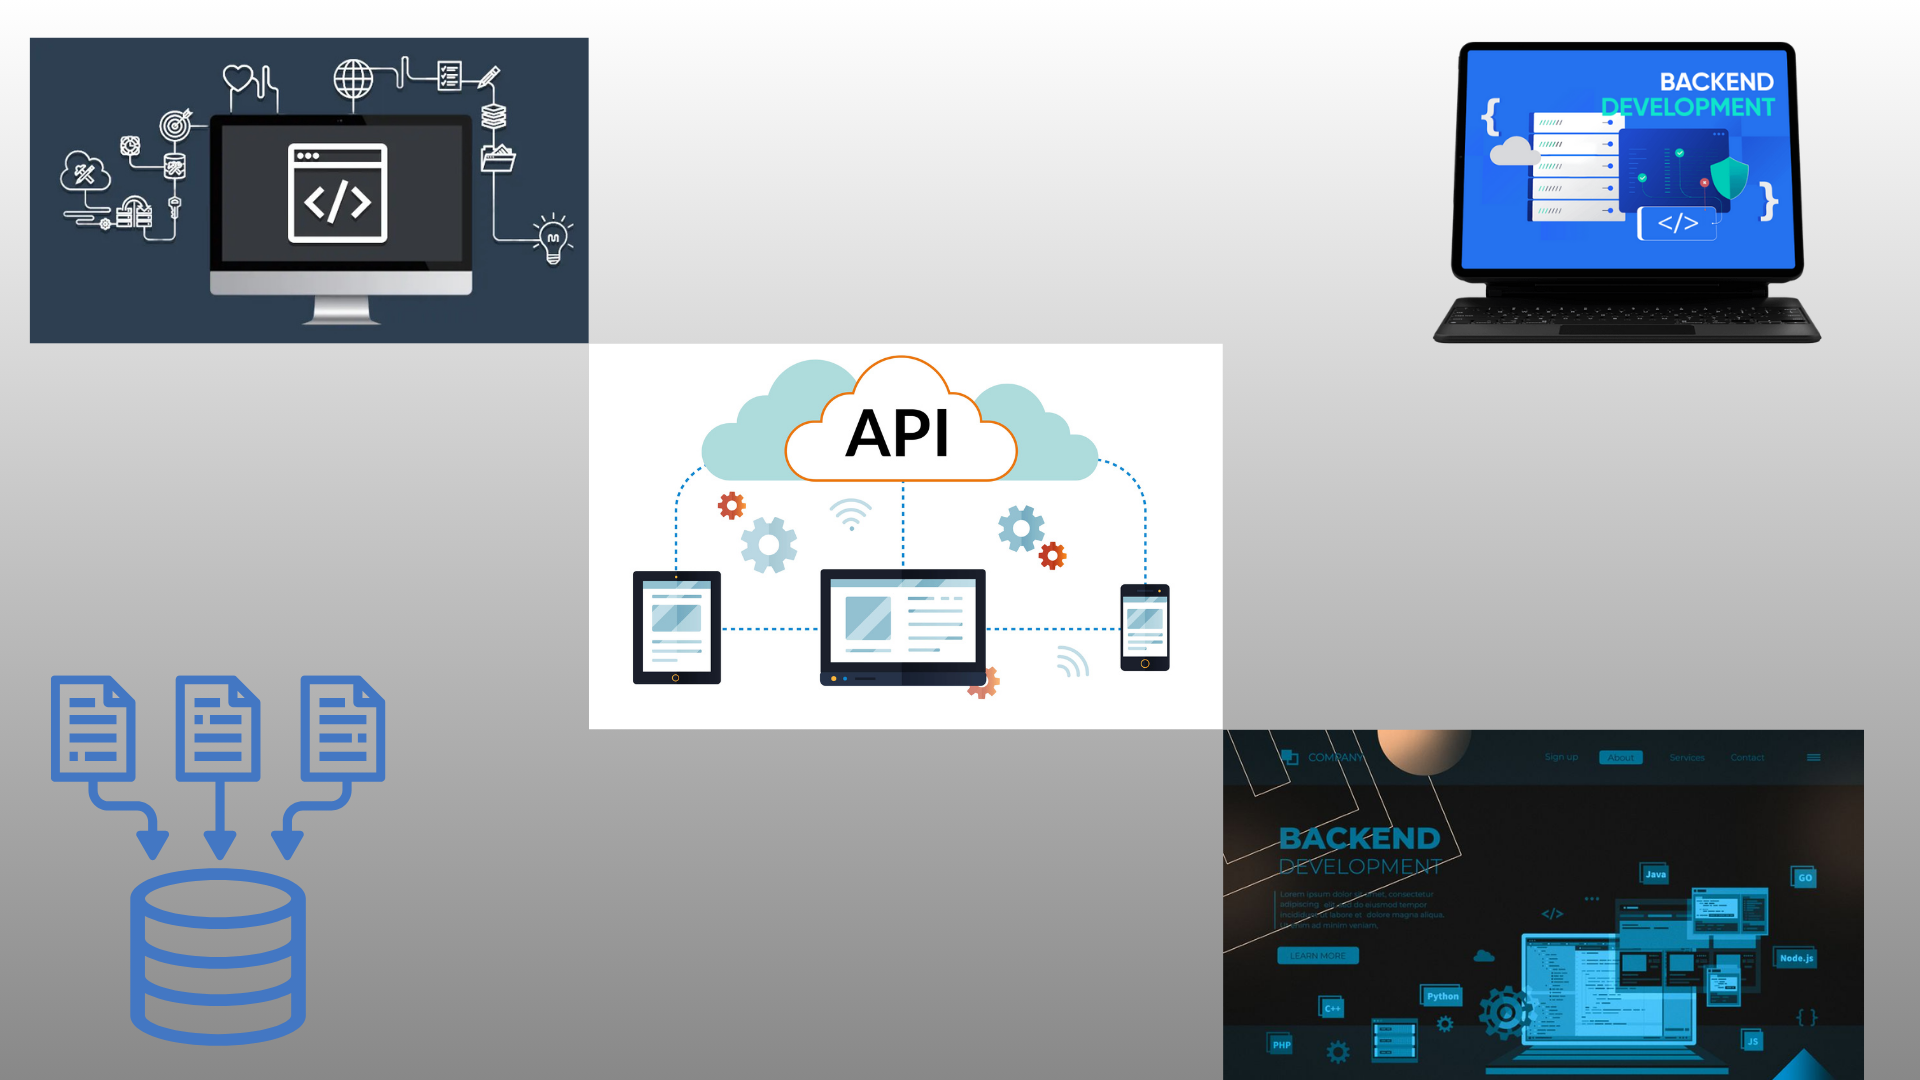 </>
BACKEND
DEVELOPMENT
{
}
</>
API
COMPANY
Sign up
About
Services
Contact
BACKEND
DEVELOPMENT
Lorem ipsum dolor sit amet, consectetur
adipiscing elit, sed do eiusmod tempor
incididunt ut labore et dolore magna aliqua.
Ut enim ad minim veniam,
LEARN MORE
Java
GO
</>
Node.js
Python
C++
{ }
PHP
JS